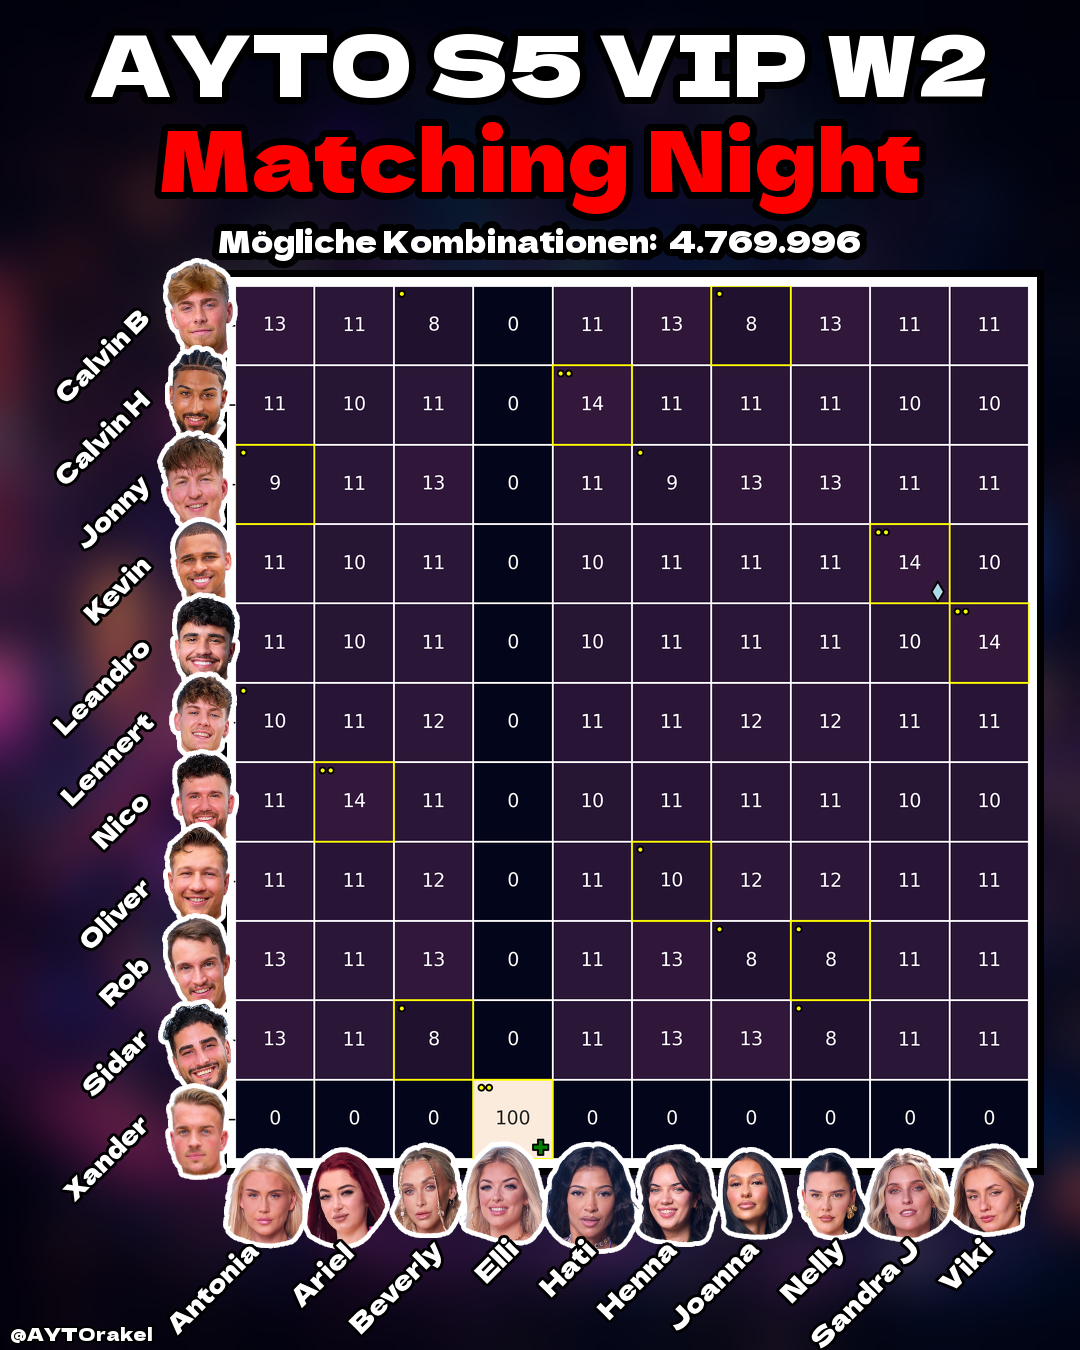 AYTO S5 VIP W2
Matching Night
Mögliche Kombinationen: 4.769.996
Calvin B 13 11 8 0 11 13 8 13 11 11
Calvin H 11 10 11 0 14 11 11 11 10 10
Jonny 9 11 13 0 11 9 13 13 11 11
Kevin 11 10 11 0 10 11 11 11 14 10
Leandro 11 10 11 0 10 11 11 11 10 14
Lennert 10 11 12 0 11 11 12 12 11 11
Nico 11 14 11 0 10 11 11 11 10 10
Oliver 11 11 12 0 11 10 12 12 11 11
Rob 13 11 13 0 11 13 8 8 11 11
Sidar 13 11 8 0 11 13 13 8 11 11
Xander 0 0 0 100 0 0 0 0 0 0
Antonia Ariel Beverly Elli Hati Henna Joanna Nelly Sandra J Viki
@AYTOrakel